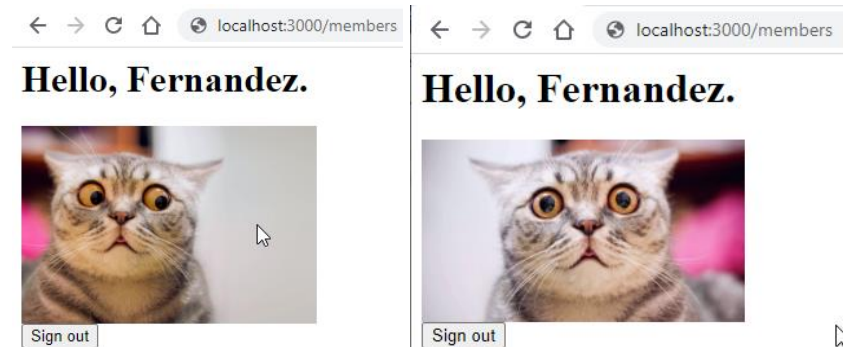 localhost:3000/members
Hello, Fernandez.
Sign out
localhost:3000/members
Hello, Fernandez.
Sign out